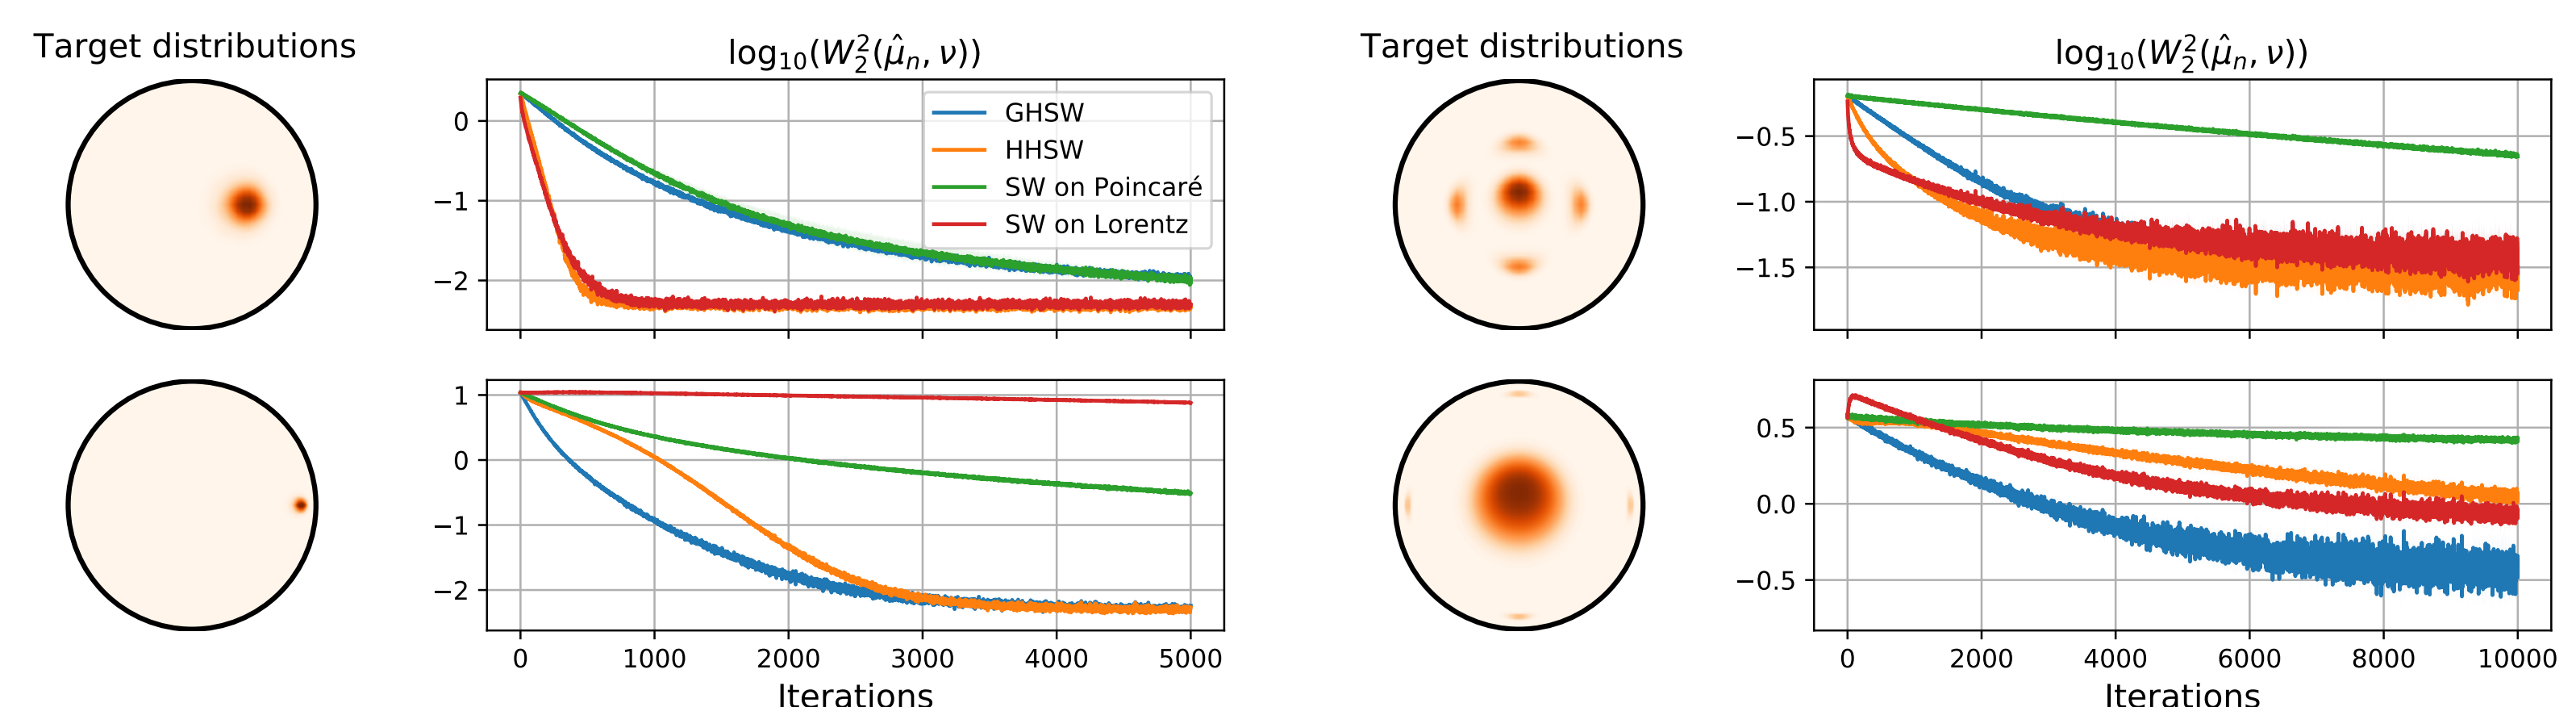 Target distributions
log₁₀(W₂²(μ̂ₙ, ν))
Target distributions
log₁₀(W₂²(μ̂ₙ, ν))
0
−1
−2
GHSW
HHSW
SW on Poincaré
SW on Lorentz
−0.5
−1.0
−1.5
1
0
−1
−2
0 1000 2000 3000 4000 5000
Iterations
0.5
0.0
−0.5
0 2000 4000 6000 8000 10000
Iterations